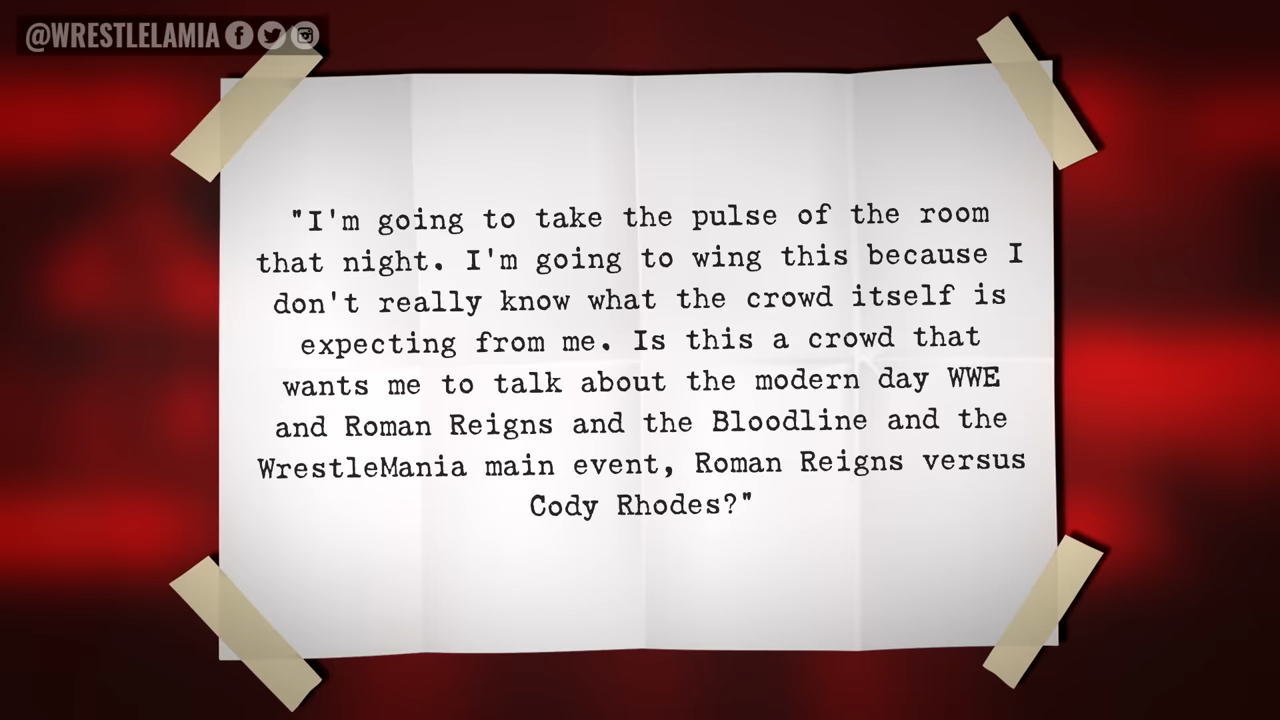 @WRESTLELAMIA
"I'm going to take the pulse of the room
that night. I'm going to wing this because I
don't really know what the crowd itself is
expecting from me. Is this a crowd that
wants me to talk about the modern day WWE
and Roman Reigns and the Bloodline and the
WrestleMania main event, Roman Reigns versus
Cody Rhodes?"